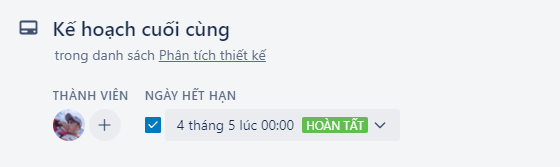 Kế hoạch cuối cùng
trong danh sách Phân tích thiết kế
THÀNH VIÊN NGÀY HẾT HẠN
4 tháng 5 lúc 00:00 HOÀN TẤT